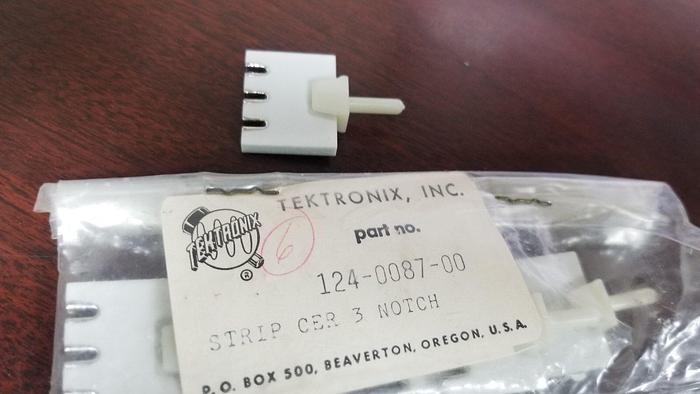 TEKTRONIX, INC.
TEKTRONIX
®
6
part no.
124-0087-00
STRIP CER 3 NOTCH
P.O. BOX 500, BEAVERTON, OREGON, U.S.A.